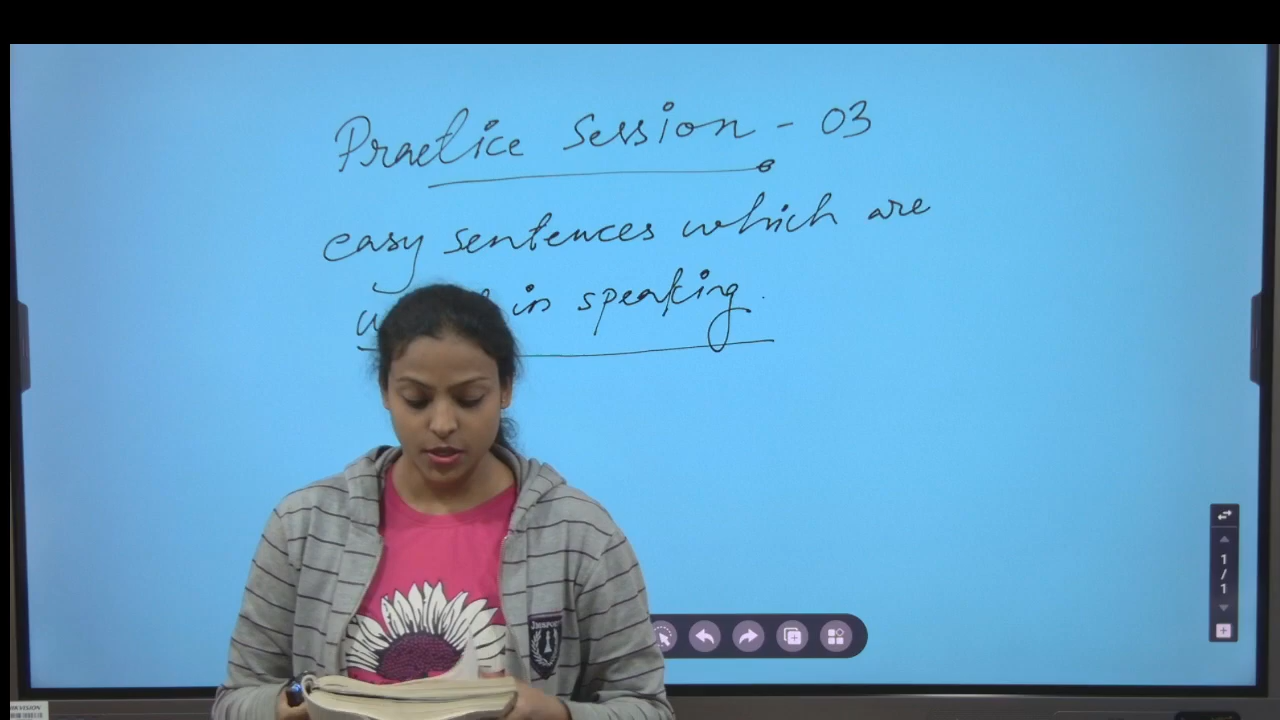 Practice Session - 03
easy sentences which are
in speaking.
1
/
1